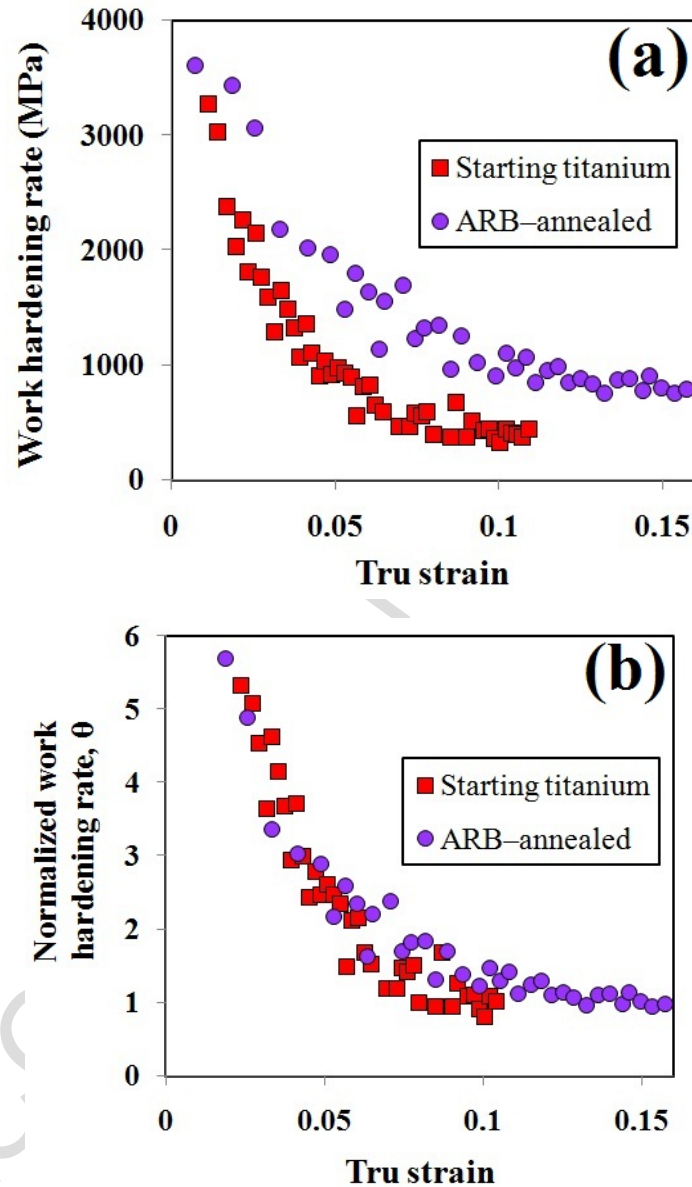 (a)
Work hardening rate (MPa)
4000
3000
2000
1000
0
Starting titanium
ARB–annealed
0
0.05
0.1
0.15
Tru strain
(b)
Normalized work
hardening rate, θ
6
5
4
3
2
1
0
Starting titanium
ARB–annealed
0
0.05
0.1
0.15
Tru strain